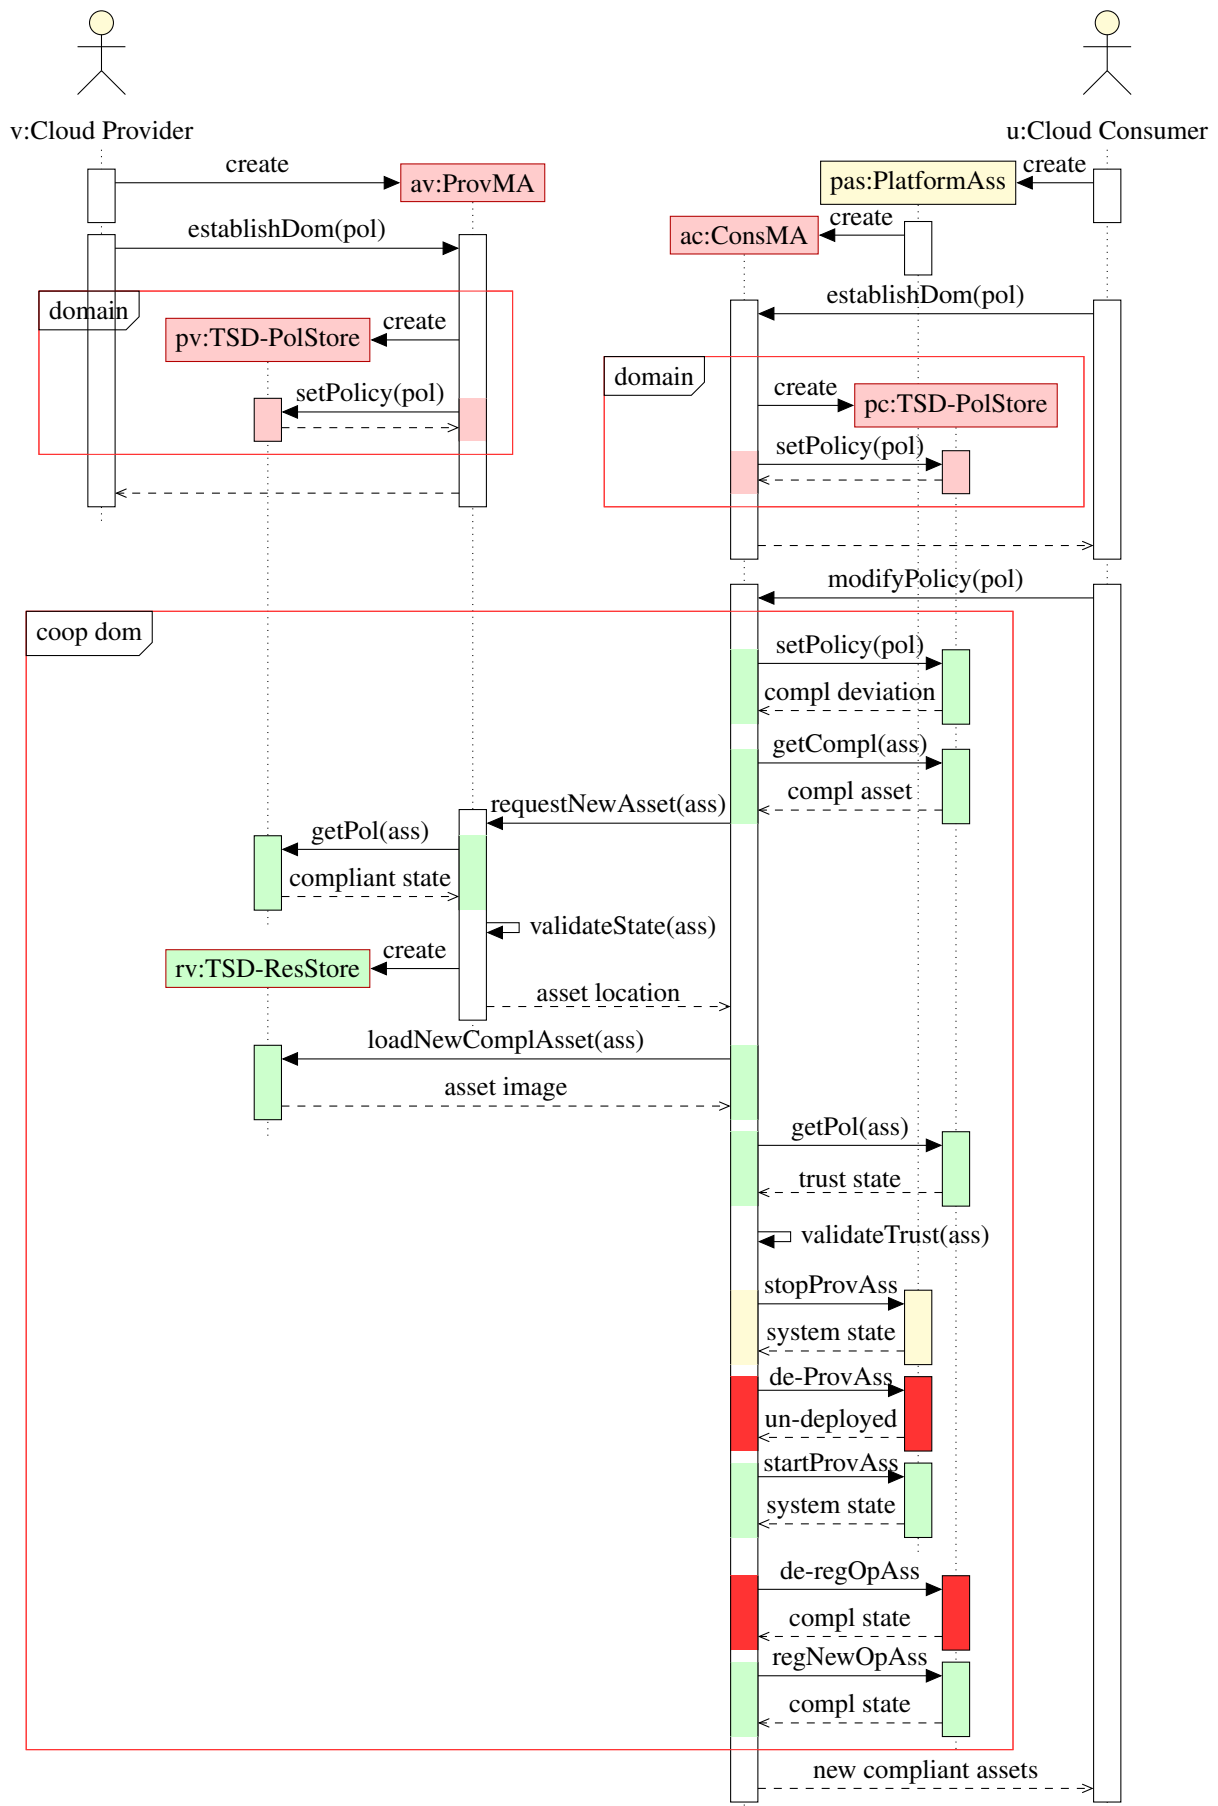 v:Cloud Provider
u:Cloud Consumer
create
av:ProvMA
pas:PlatformAss
create
ac:ConsMA
create
establishDom(pol)
establishDom(pol)
domain
pv:TSD-PolStore
create
domain
create
pc:TSD-PolStore
setPolicy(pol)
setPolicy(pol)
modifyPolicy(pol)
coop dom
setPolicy(pol)
compl deviation
getCompl(ass)
compl asset
requestNewAsset(ass)
getPol(ass)
compliant state
validateState(ass)
rv:TSD-ResStore
create
asset location
loadNewComplAsset(ass)
asset image
getPol(ass)
trust state
validateTrust(ass)
stopProvAss
system state
de-ProvAss
un-deployed
startProvAss
system state
de-regOpAss
compl state
regNewOpAss
compl state
new compliant assets